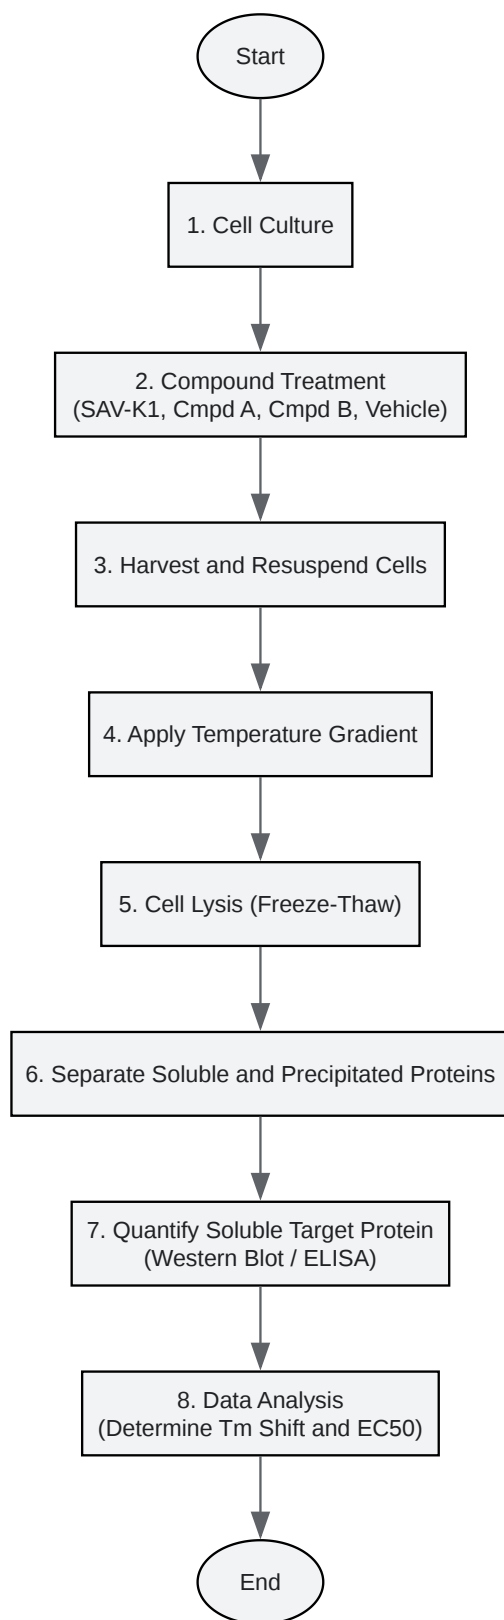 Start
1. Cell Culture
2. Compound Treatment
(SAV-K1, Cmpd A, Cmpd B, Vehicle)
3. Harvest and Resuspend Cells
4. Apply Temperature Gradient
5. Cell Lysis (Freeze-Thaw)
6. Separate Soluble and Precipitated Proteins
7. Quantify Soluble Target Protein
(Western Blot / ELISA)
8. Data Analysis
(Determine Tm Shift and EC50)
End